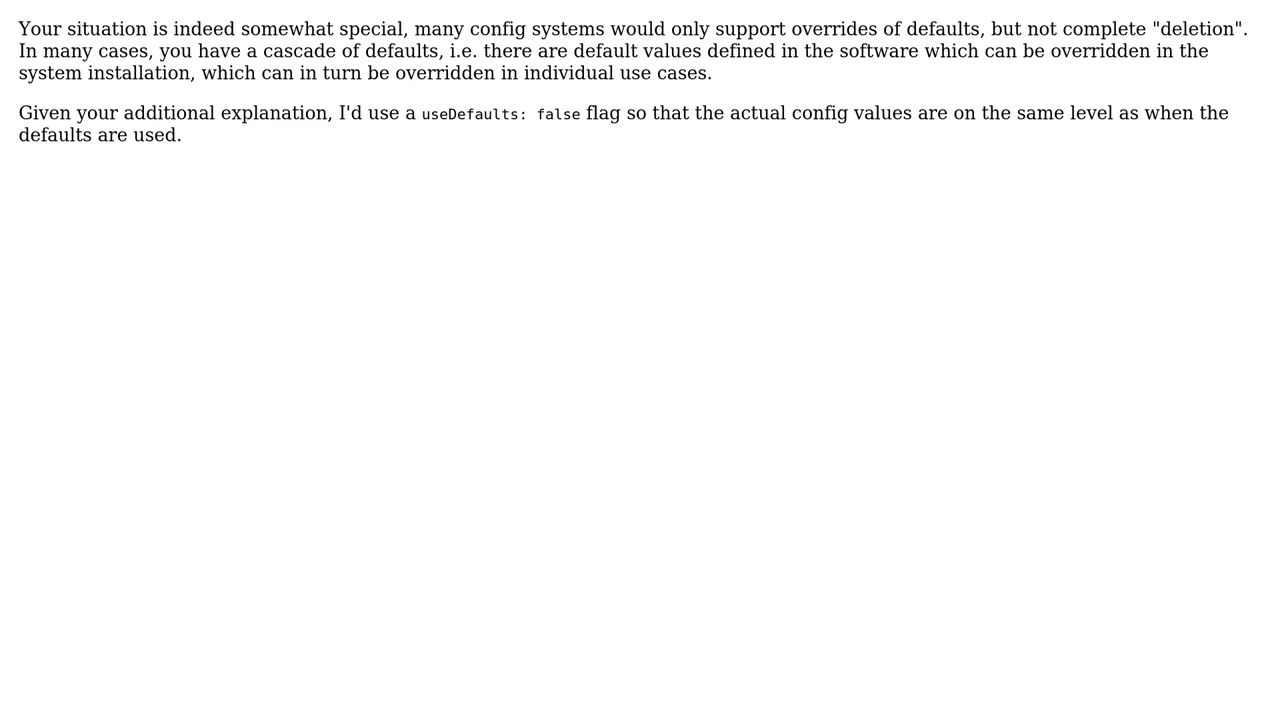 Your situation is indeed somewhat special, many config systems would only support overrides of defaults, but not complete "deletion".
In many cases, you have a cascade of defaults, i.e. there are default values defined in the software which can be overridden in the
system installation, which can in turn be overridden in individual use cases.
Given your additional explanation, I'd use a useDefaults: false flag so that the actual config values are on the same level as when the
defaults are used.